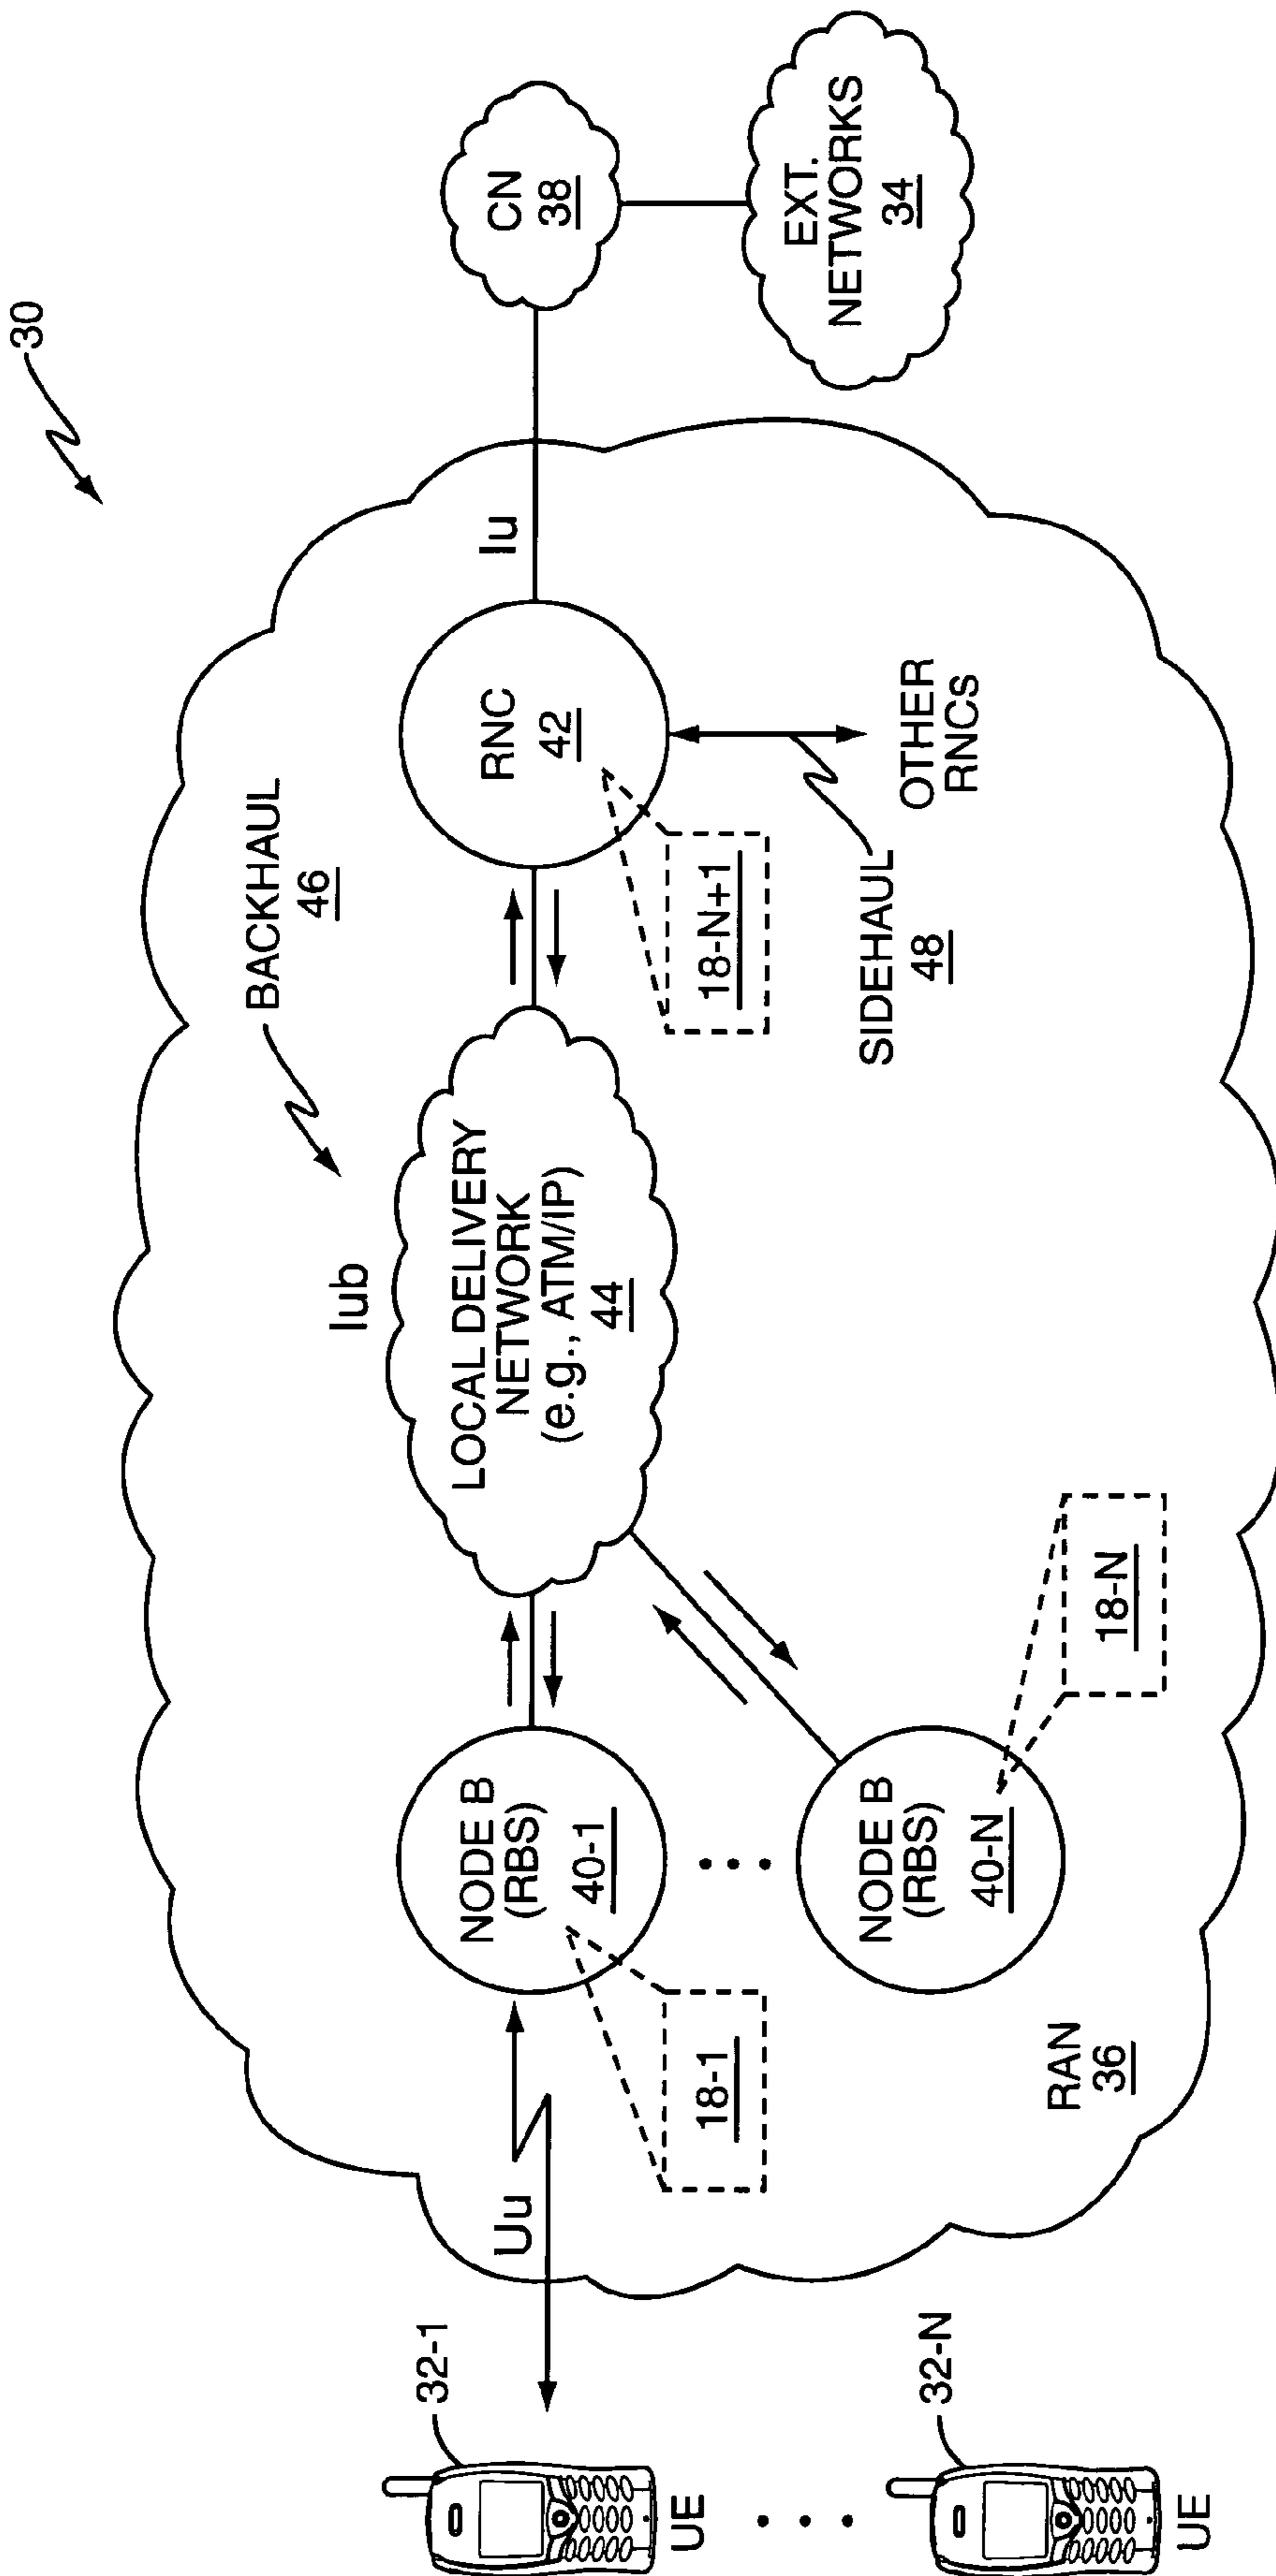 30
BACKHAUL
46
Iub
32-1
UE
32-N
UE
Uu
NODE B
(RBS)
40-1
18-1
NODE B
(RBS)
40-N
18-N
LOCAL DELIVERY
NETWORK
(e.g., ATM/IP)
44
RNC
42
18-N+1
Iu
SIDEHAUL
48
OTHER
RNCs
RAN
36
CN
38
EXT.
NETWORKS
34